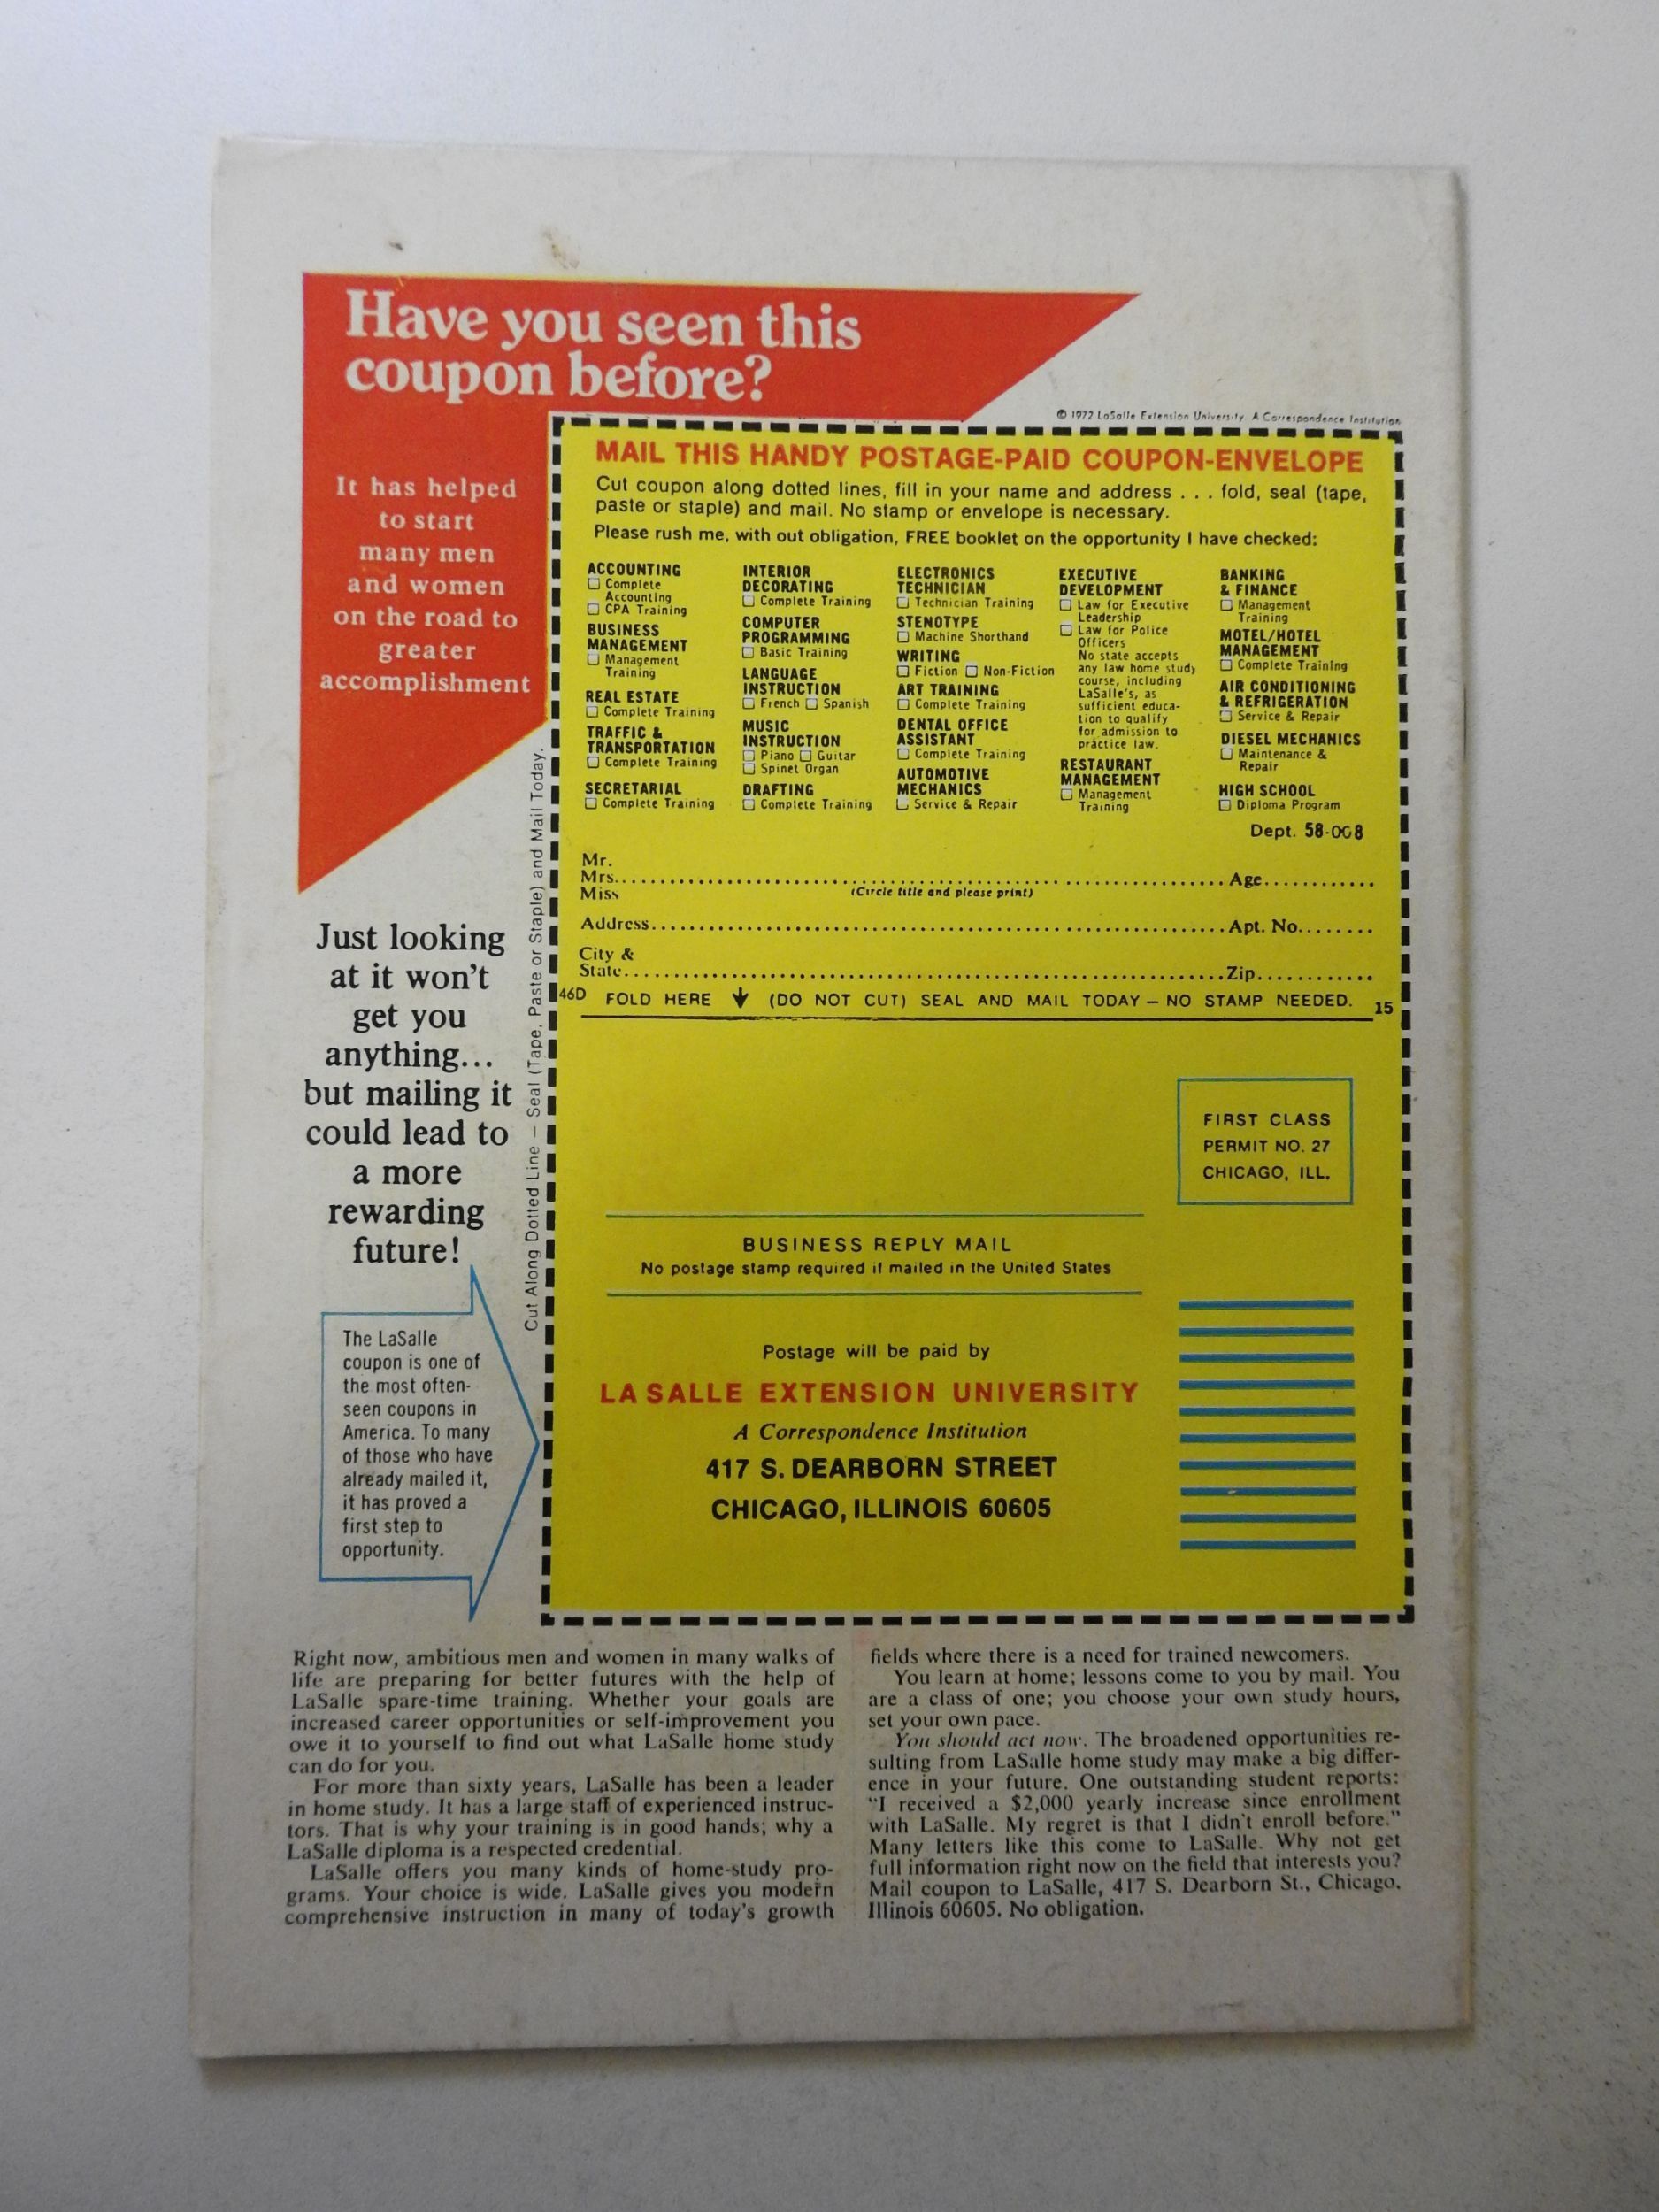 Have you seen this
coupon before?
It has helped
to start
many men
and women
on the road to
greater
accomplishment
Just looking
at it won't
get you
anything...
but mailing it
could lead to
a more
rewarding
future!
The LaSalle
coupon is one of
the most often-
seen coupons in
America. To many
of those who have
already mailed it,
it has proved a
first step to
opportunity.
Cut Along Dotted Line – Seal (Tape, Paste or Staple) and Mail Today.
© 1972 LaSalle Extension University. A Correspondence Institution
MAIL THIS HANDY POSTAGE-PAID COUPON-ENVELOPE
Cut coupon along dotted lines, fill in your name and address . . . fold, seal (tape,
paste or staple) and mail. No stamp or envelope is necessary.
Please rush me, with out obligation, FREE booklet on the opportunity I have checked:
ACCOUNTING
☐ Complete
Accounting
☐ CPA Training
BUSINESS
MANAGEMENT
☐ Management
Training
REAL ESTATE
☐ Complete Training
TRAFFIC &
TRANSPORTATION
☐ Complete Training
SECRETARIAL
☐ Complete Training
INTERIOR
DECORATING
☐ Complete Training
COMPUTER
PROGRAMMING
☐ Basic Training
LANGUAGE
INSTRUCTION
☐ French ☐ Spanish
MUSIC
INSTRUCTION
☐ Piano ☐ Guitar
☐ Spinet Organ
DRAFTING
☐ Complete Training
ELECTRONICS
TECHNICIAN
☐ Technician Training
STENOTYPE
☐ Machine Shorthand
WRITING
☐ Fiction ☐ Non-Fiction
ART TRAINING
☐ Complete Training
DENTAL OFFICE
ASSISTANT
☐ Complete Training
AUTOMOTIVE
MECHANICS
☐ Service & Repair
EXECUTIVE
DEVELOPMENT
☐ Law for Executive
Leadership
☐ Law for Police
Officers
No state accepts
any law home study
course, including
LaSalle's, as
sufficient educa-
tion to qualify
for admission to
practice law.
RESTAURANT
MANAGEMENT
☐ Management
Training
BANKING
& FINANCE
☐ Management
Training
MOTEL/HOTEL
MANAGEMENT
☐ Complete Training
AIR CONDITIONING
& REFRIGERATION
☐ Service & Repair
DIESEL MECHANICS
☐ Maintenance &
Repair
HIGH SCHOOL
☐ Diploma Program
Dept. 58-008
Mr.
Mrs. Age
Miss (Circle title and please print)
Address Apt. No.
City &
State Zip
46D FOLD HERE ↓ (DO NOT CUT) SEAL AND MAIL TODAY – NO STAMP NEEDED. 15
FIRST CLASS
PERMIT NO. 27
CHICAGO, ILL.
BUSINESS REPLY MAIL
No postage stamp required if mailed in the United States
Postage will be paid by
LA SALLE EXTENSION UNIVERSITY
A Correspondence Institution
417 S. DEARBORN STREET
CHICAGO, ILLINOIS 60605
Right now, ambitious men and women in many walks of
life are preparing for better futures with the help of
LaSalle spare-time training. Whether your goals are
increased career opportunities or self-improvement you
owe it to yourself to find out what LaSalle home study
can do for you.
For more than sixty years, LaSalle has been a leader
in home study. It has a large staff of experienced instruc-
tors. That is why your training is in good hands; why a
LaSalle diploma is a respected credential.
LaSalle offers you many kinds of home-study pro-
grams. Your choice is wide. LaSalle gives you modern
comprehensive instruction in many of today's growth
fields where there is a need for trained newcomers.
You learn at home; lessons come to you by mail. You
are a class of one; you choose your own study hours,
set your own pace.
You should act now. The broadened opportunities re-
sulting from LaSalle home study may make a big differ-
ence in your future. One outstanding student reports:
"I received a $2,000 yearly increase since enrollment
with LaSalle. My regret is that I didn't enroll before."
Many letters like this come to LaSalle. Why not get
full information right now on the field that interests you?
Mail coupon to LaSalle, 417 S. Dearborn St., Chicago,
Illinois 60605. No obligation.